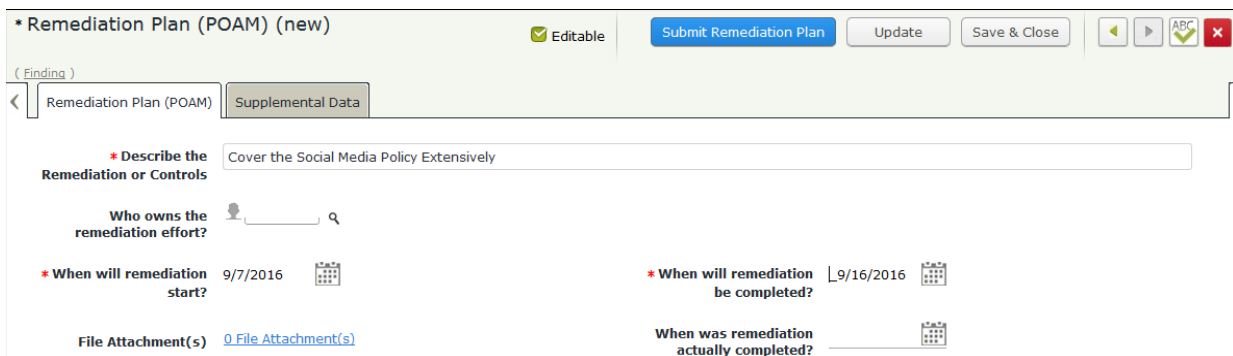 * Remediation Plan (POAM) (new)
Editable
Submit Remediation Plan
Update
Save & Close
ABC
( Finding )
Remediation Plan (POAM)
Supplemental Data
* Describe the
Remediation or Controls
Cover the Social Media Policy Extensively
Who owns the
remediation effort?
* When will remediation
start?
9/7/2016
* When will remediation
be completed?
9/16/2016
File Attachment(s)
0 File Attachment(s)
When was remediation
actually completed?